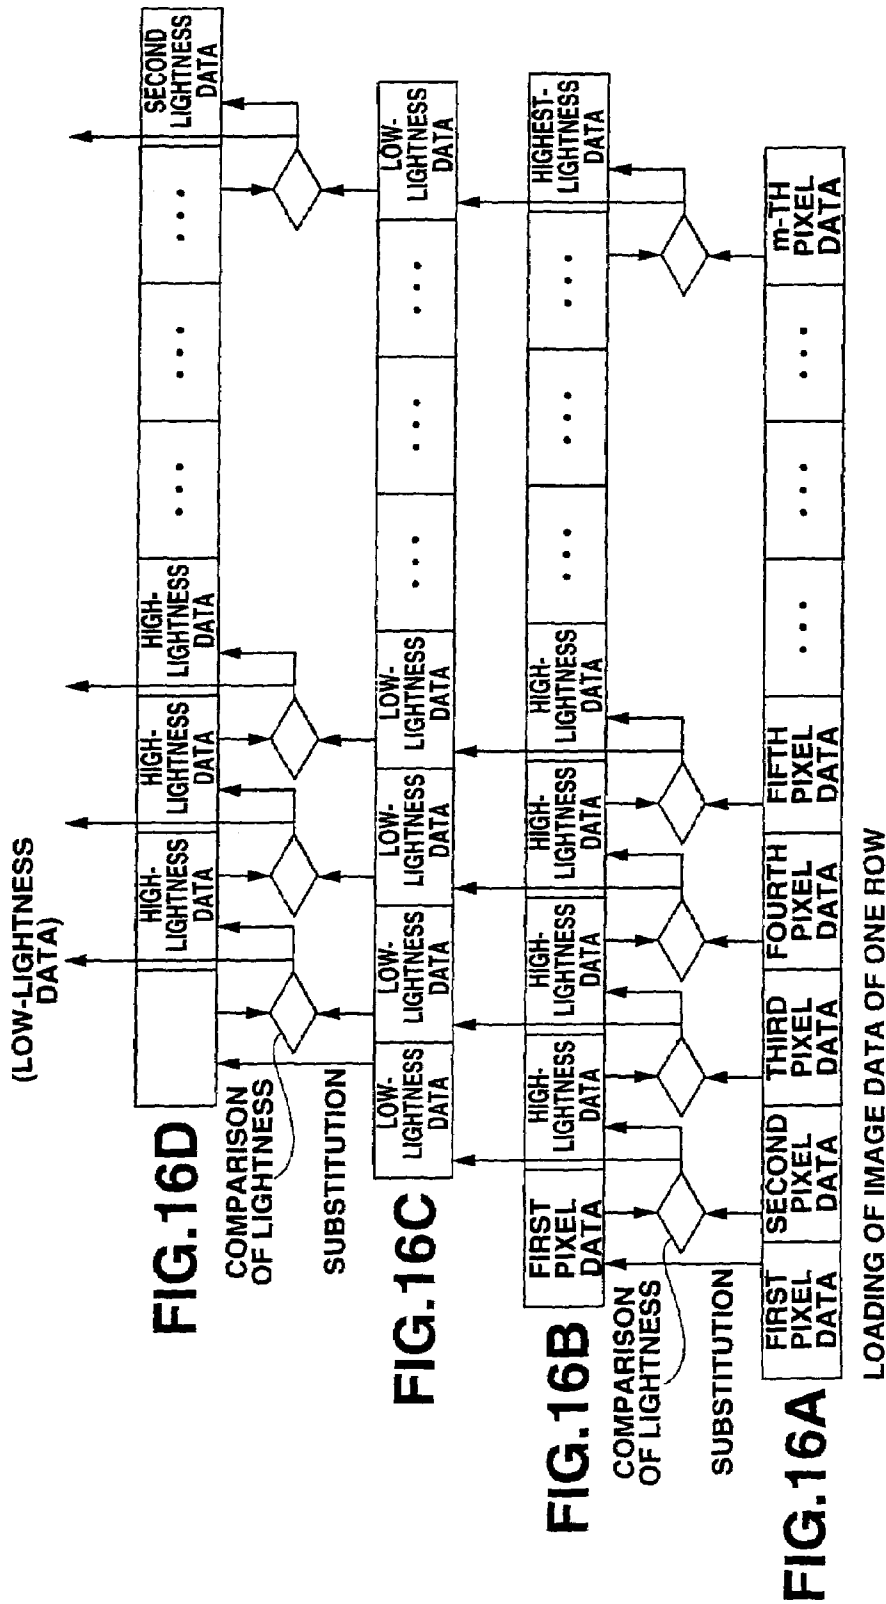 (LOW-LIGHTNESS
DATA)
FIG.16D
HIGH-
LIGHTNESS
DATA
HIGH-
LIGHTNESS
DATA
HIGH-
LIGHTNESS
DATA
...
...
...
SECOND
LIGHTNESS
DATA
COMPARISON
OF LIGHTNESS
SUBSTITUTION
FIG.16C
LOW-
LIGHTNESS
DATA
LOW-
LIGHTNESS
DATA
LOW-
LIGHTNESS
DATA
LOW-
LIGHTNESS
DATA
...
...
...
LOW-
LIGHTNESS
DATA
FIG.16B
FIRST
PIXEL
DATA
HIGH-
LIGHTNESS
DATA
HIGH-
LIGHTNESS
DATA
HIGH-
LIGHTNESS
DATA
HIGH-
LIGHTNESS
DATA
...
...
...
HIGHEST-
LIGHTNESS
DATA
COMPARISON
OF LIGHTNESS
SUBSTITUTION
FIG.16A
FIRST
PIXEL
DATA
SECOND
PIXEL
DATA
THIRD
PIXEL
DATA
FOURTH
PIXEL
DATA
FIFTH
PIXEL
DATA
...
...
...
m-TH
PIXEL
DATA
LOADING OF IMAGE DATA OF ONE ROW